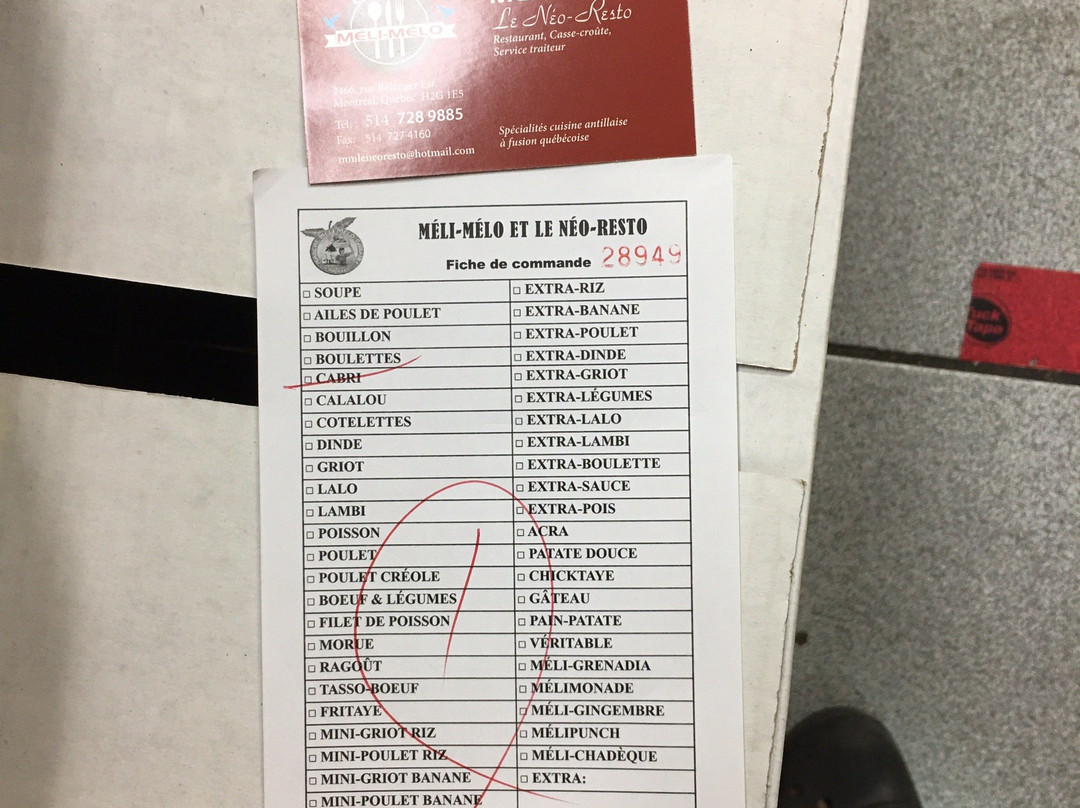 MÉLI-MÉLO
Le Néo-Resto
Restaurant, Casse-croûte,
Service traiteur
Montréal, Québec H2G 1E5
Tél.: 514 728 9885
Fax: 514 727 4160
mmleneoresto@hotmail.com
Spécialités cuisine antillaise
à fusion québécoise
MÉLI-MÉLO ET LE NÉO-RESTO
Fiche de commande 28949
SOUPE
AILES DE POULET
BOUILLON
BOULETTES
CABRI
CALALOU
COTELETTES
DINDE
GRIOT
LALO
LAMBI
POISSON
POULET
POULET CRÉOLE
BOEUF & LÉGUMES
FILET DE POISSON
MORUE
RAGOÛT
TASSO-BOEUF
FRITAYE
MINI-GRIOT RIZ
MINI-POULET RIZ
MINI-GRIOT BANANE
MINI-POULET BANANE
EXTRA-RIZ
EXTRA-BANANE
EXTRA-POULET
EXTRA-DINDE
EXTRA-GRIOT
EXTRA-LÉGUMES
EXTRA-LALO
EXTRA-LAMBI
EXTRA-BOULETTE
EXTRA-SAUCE
EXTRA-POIS
ACRA
PATATE DOUCE
CHICKTAYE
GÂTEAU
PAIN-PATATE
VÉRITABLE
MÉLI-GRENADIA
MÉLIMONADE
MÉLI-GINGEMBRE
MÉLIPUNCH
MÉLI-CHADÈQUE
EXTRA:
1
Tuck
Tape